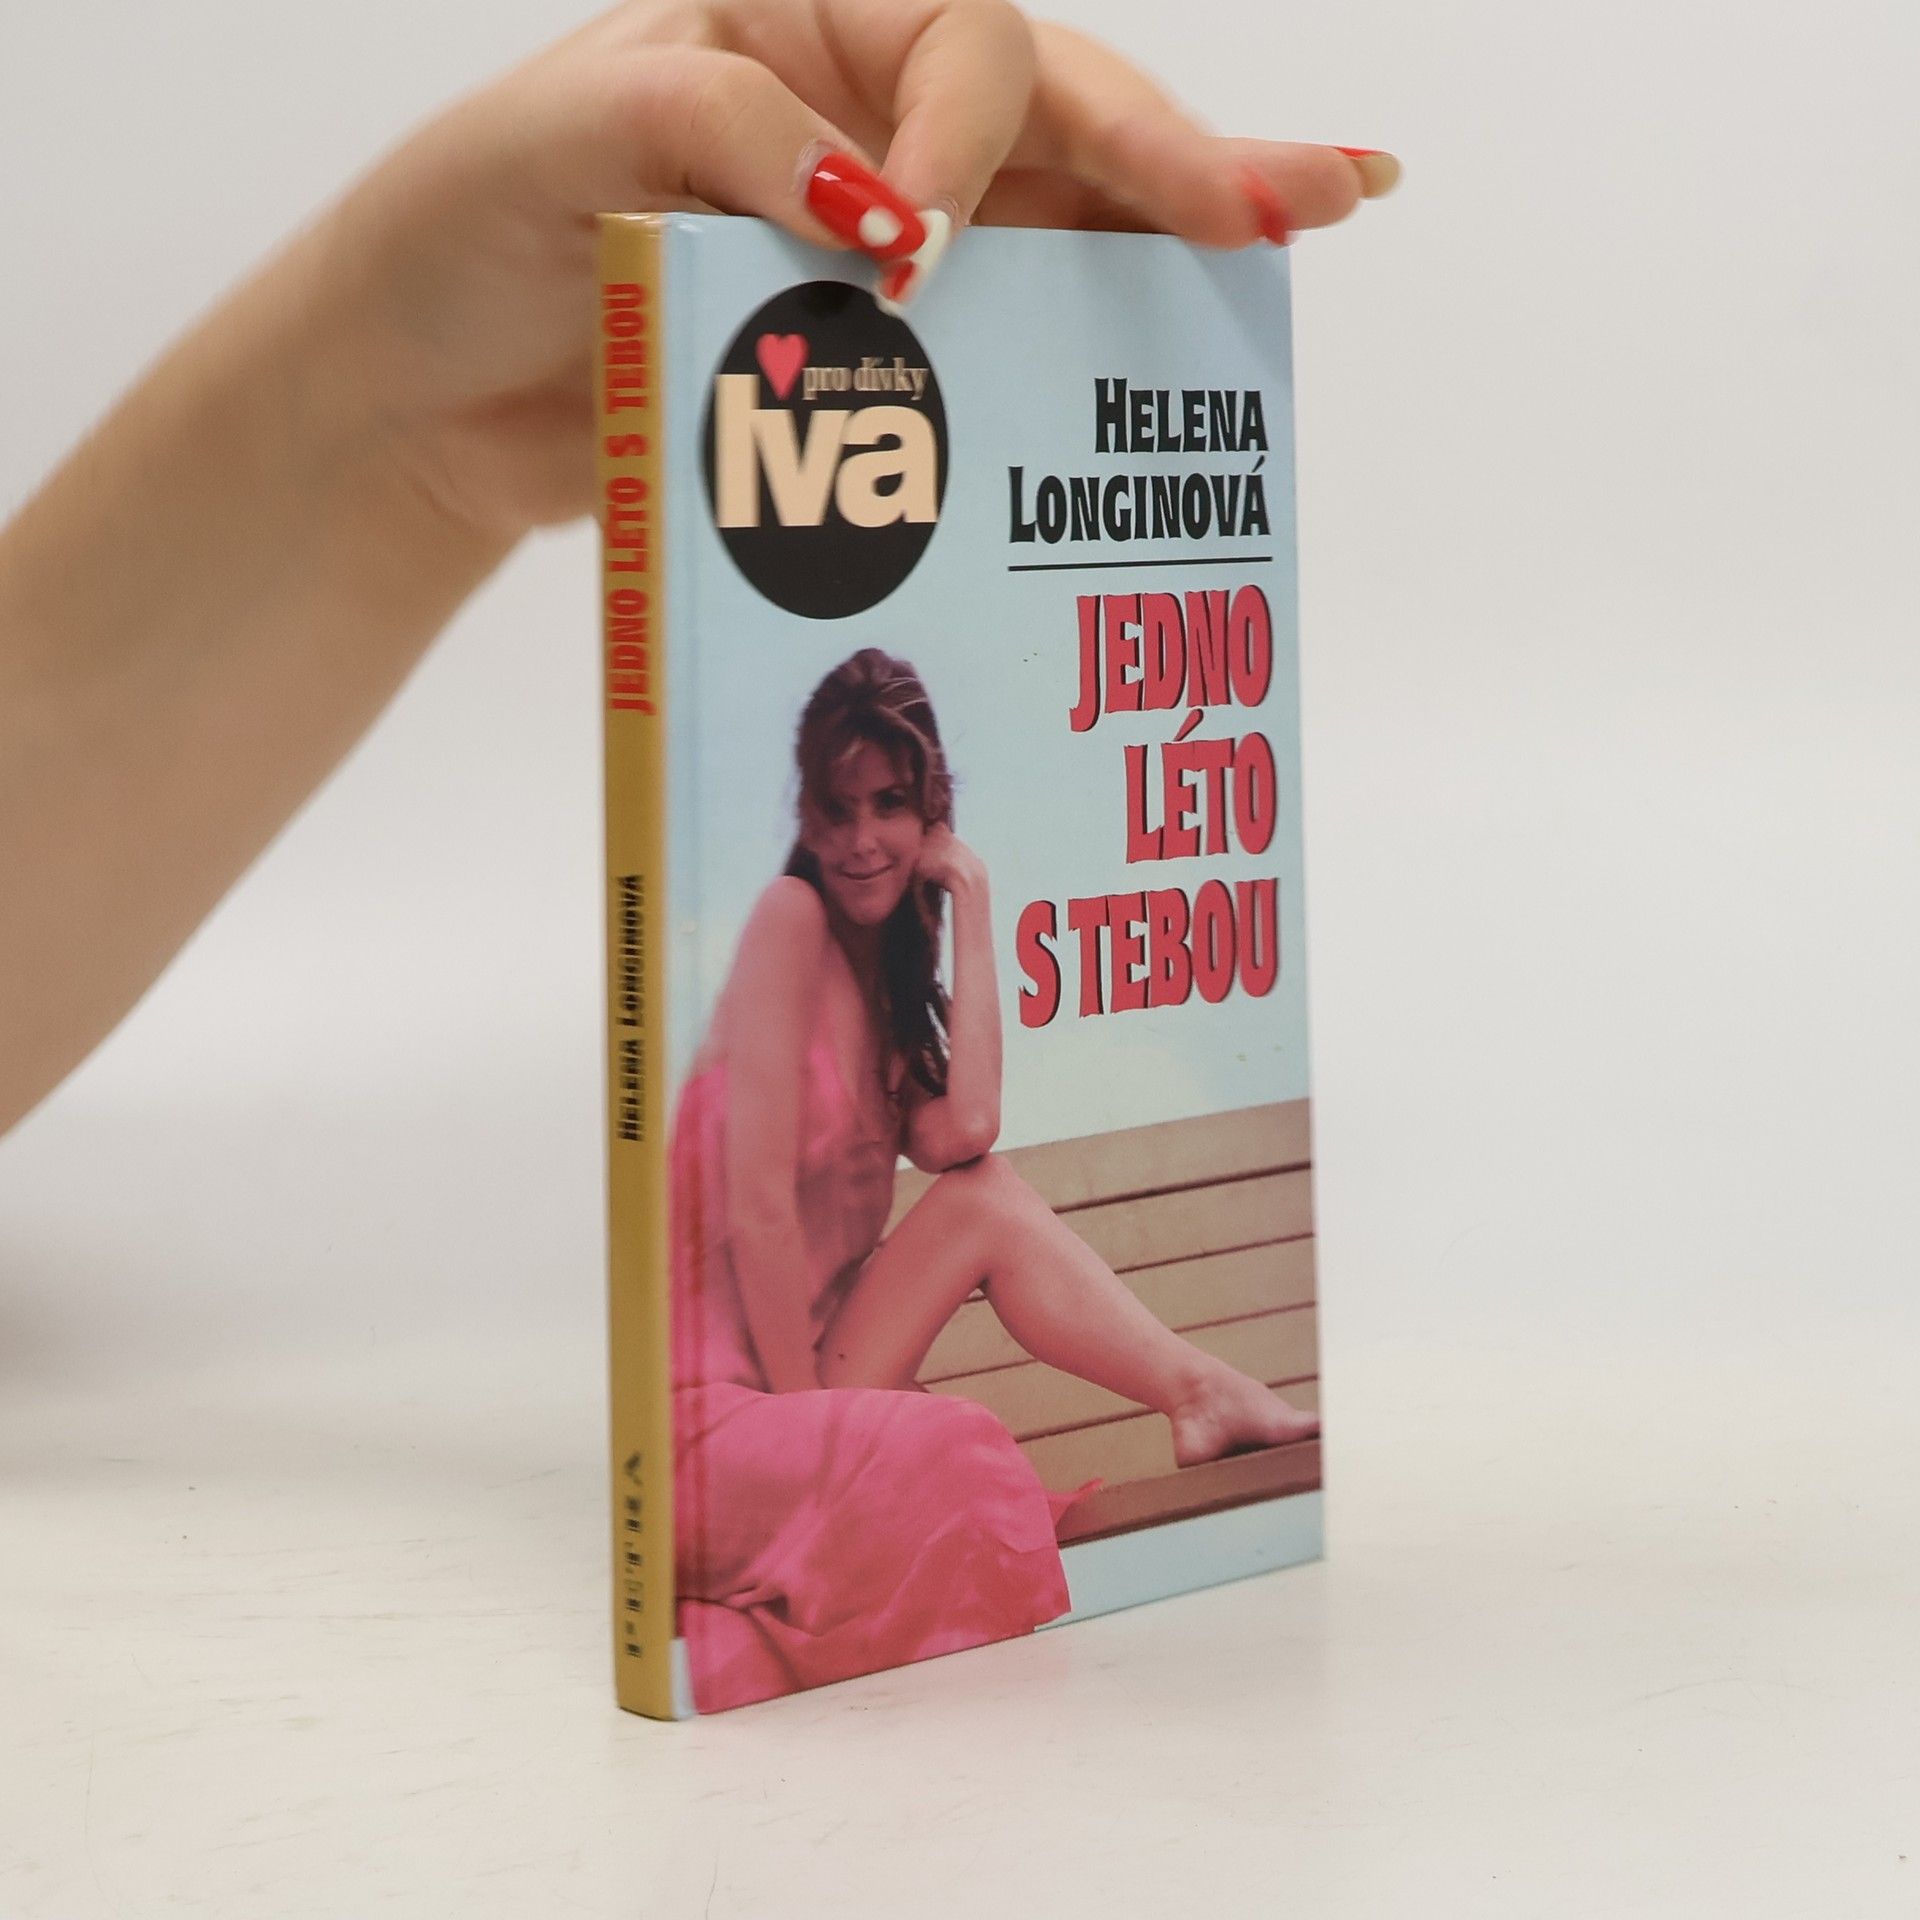 JEDNO LÉTO S TEBOU
HELENA LONGINOVÁ
pro dívky
Iva
HELENA
LONGINOVÁ
JEDNO
LÉTO
S TEBOU